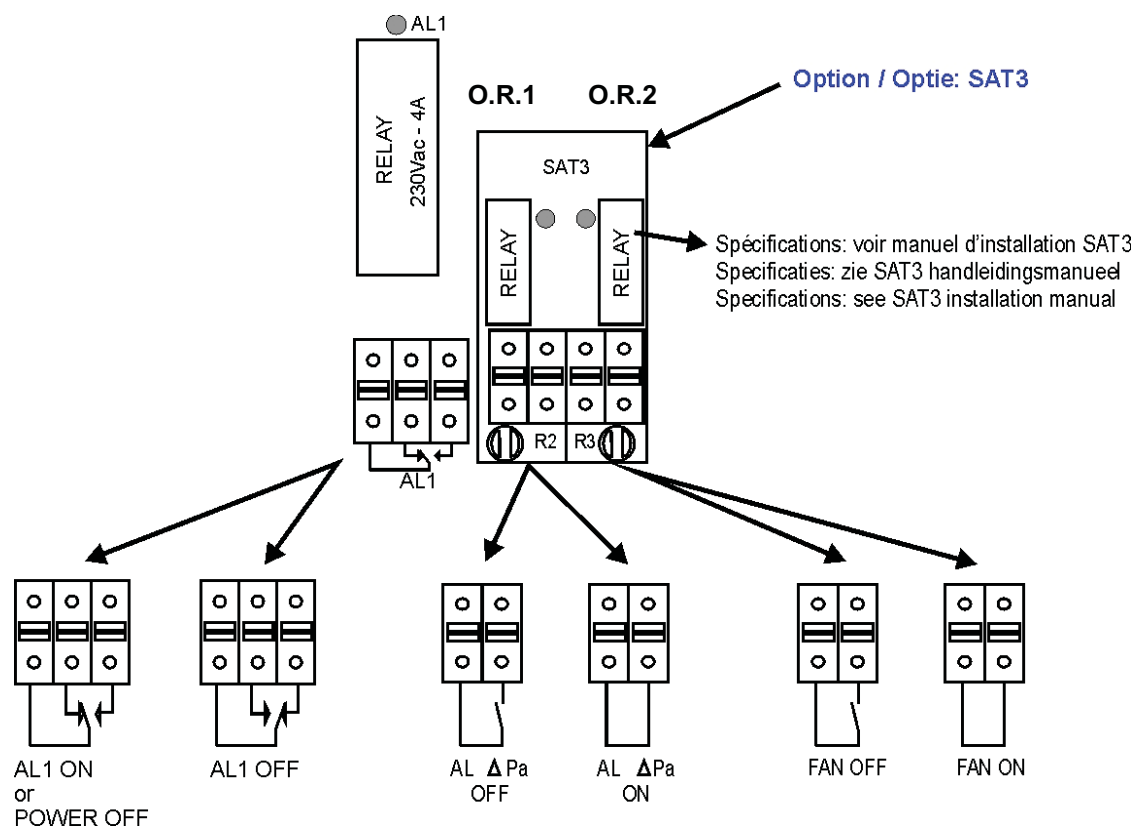 AL1
RELAY
230Vac - 4A
O.R.1 O.R.2
Option / Optie: SAT3
SAT3
RELAY
RELAY
Spécifications: voir manuel d'installation SAT3
Specificaties: zie SAT3 handleidingsmanueel
Specifications: see SAT3 installation manual
R2 R3
AL1
AL1 ON
or
POWER OFF
AL1 OFF
AL ΔPa
OFF
AL ΔPa
ON
FAN OFF
FAN ON